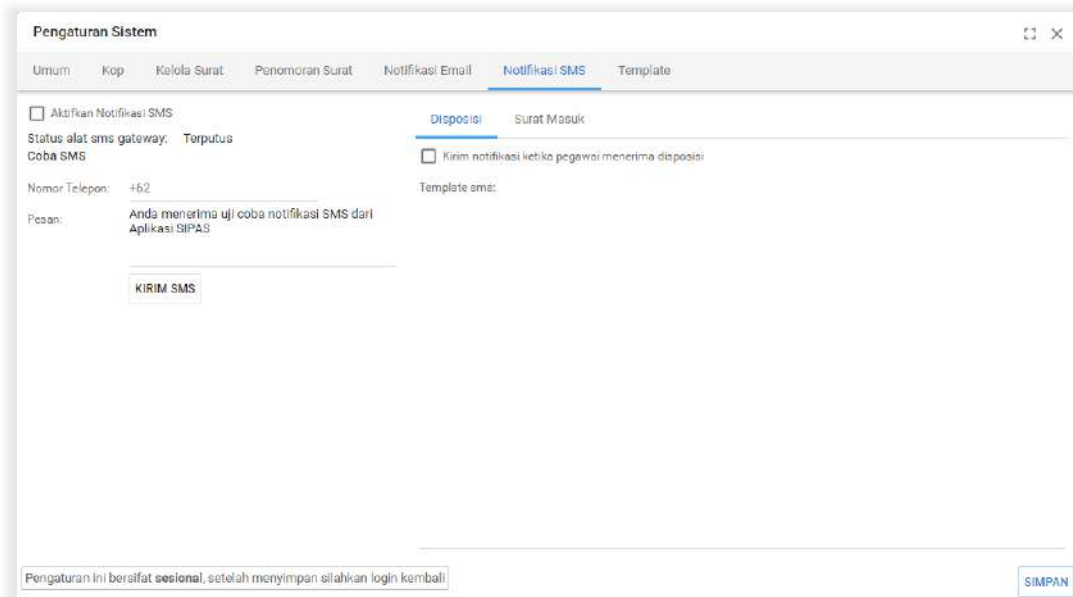 Pengaturan Sistem
Umum Kop Kelola Surat Penomoran Surat Notifikasi Email Notifikasi SMS Template
Aktifkan Notifikasi SMS
Status alat sms gateway: Terputus
Coba SMS
Nomor Telepon: +62
Pesan: Anda menerima uji coba notifikasi SMS dari
Aplikasi SIPAS
KIRIM SMS
Disposisi Surat Masuk
Kirim notifikasi ketika pegawai menerima disposisi
Template sms:
Pengaturan ini bersifat sesional, setelah menyimpan silahkan login kembali
SIMPAN